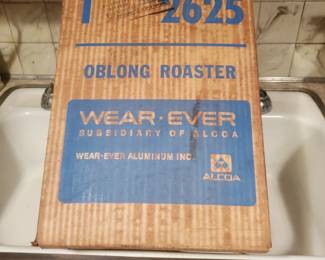 2625
OBLONG ROASTER
WEAR·EVER
SUBSIDIARY OF ALCOA
WEAR-EVER ALUMINUM INC.
ALCOA